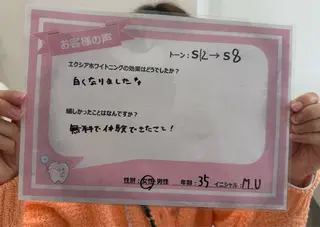 お客様の声
トーン: S12→S8
エクシアホワイトニングの効果はどうでしたか?
白くなりましたな
嬉しかったことはなんですか?
無料で体験できたこと!
性別: 女性・男性 年齢: 35 イニシャル: M.U